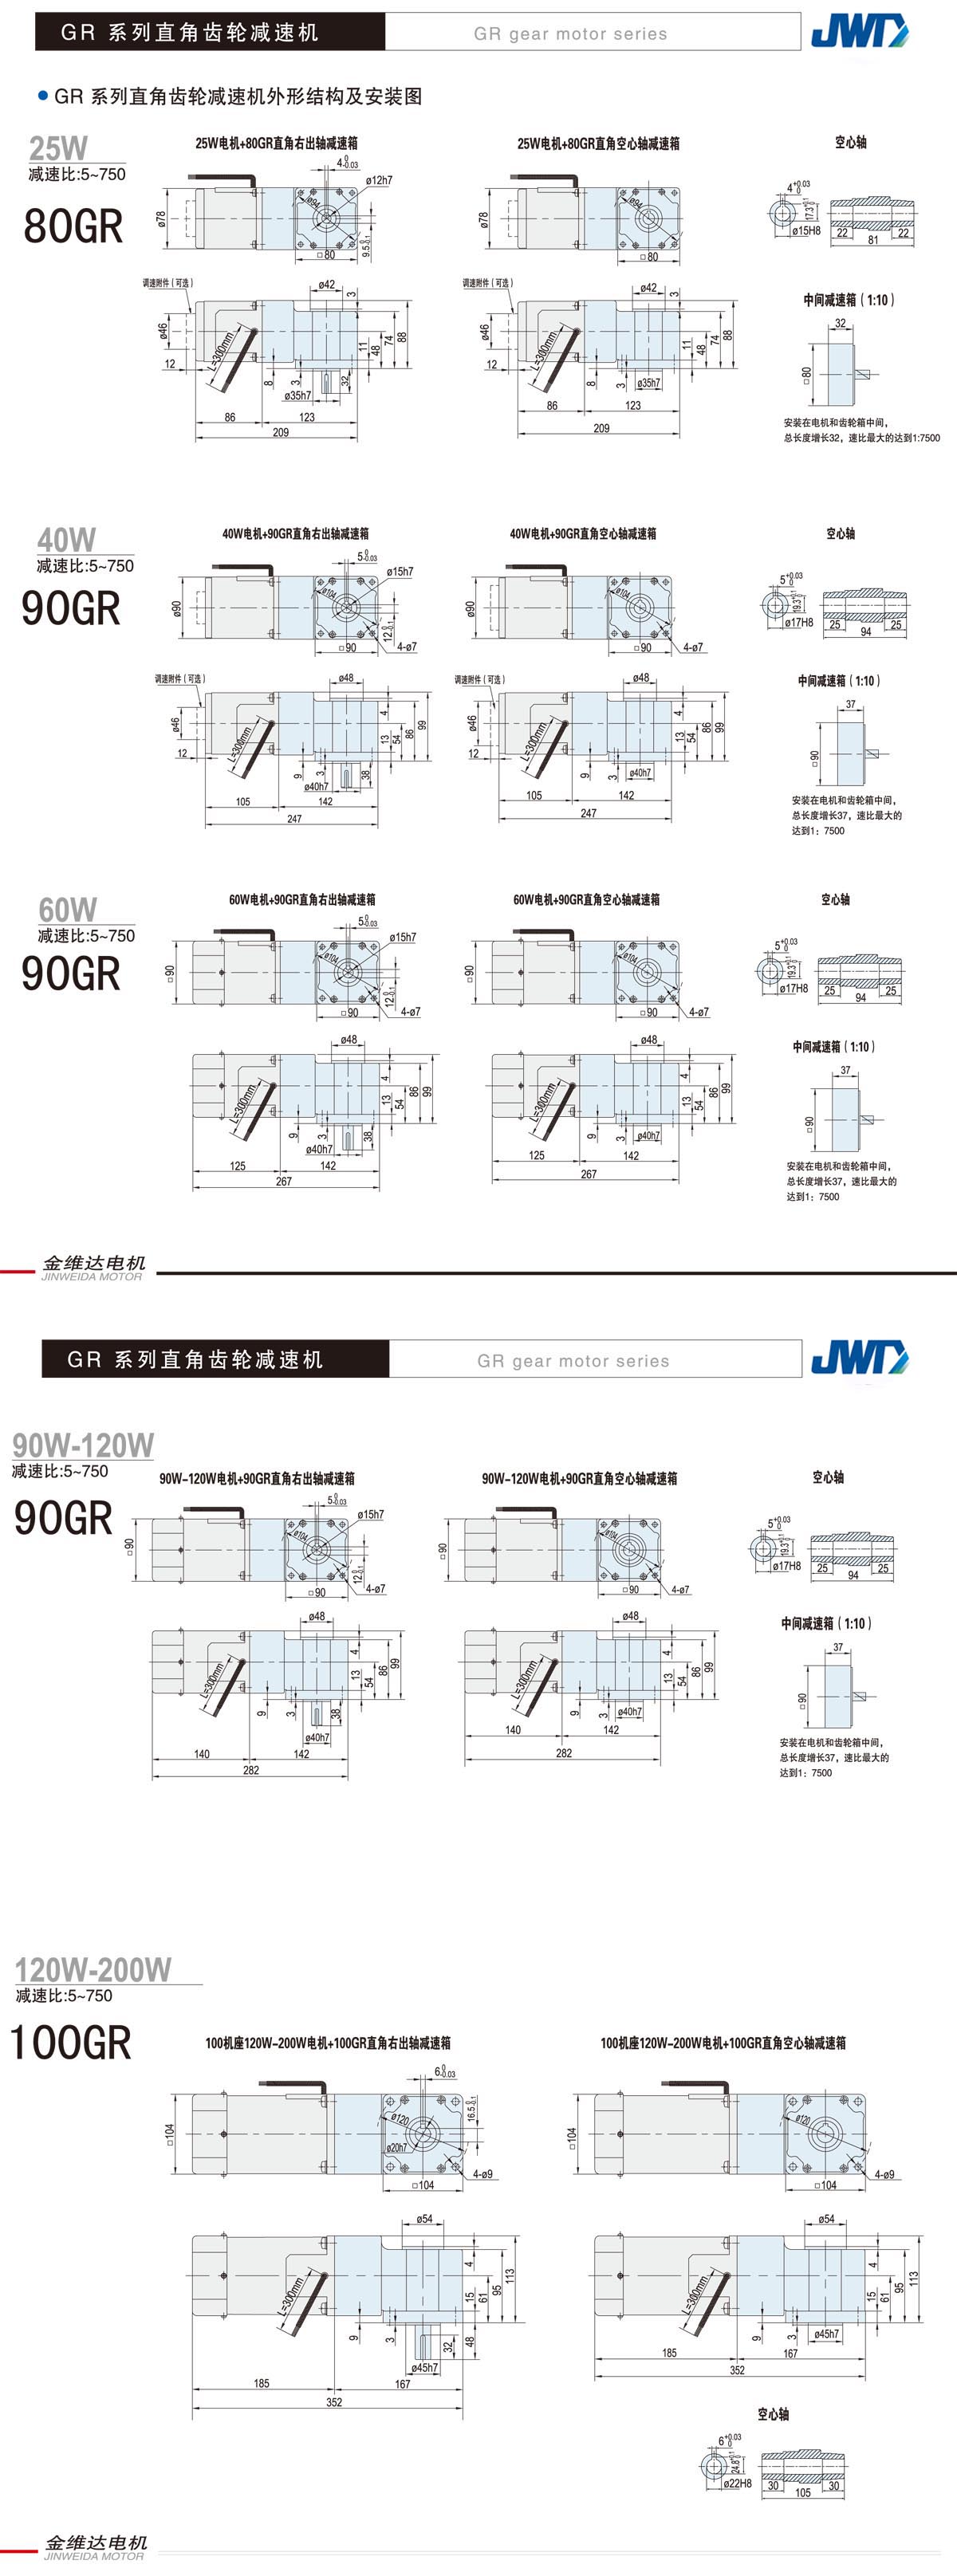 GR 系列直角齿轮减速机
GR gear motor series
JWD
GR 系列直角齿轮减速机外形结构及安装图
25W
减速比:5~750
80GR
25W电机+80GR直角右出轴减速箱
4 0 -0.03
ø12h7
ø78
ø94
9.5 0 -0.1
□80
调速附件(可选)
ø42
3
ø46
12
L=300mm
8
3
32
11
48
74
88
ø35h7
86
123
209
25W电机+80GR直角空心轴减速箱
ø78
ø94
□80
调速附件(可选)
ø42
3
ø46
12
L=300mm
8
3
11
48
74
88
ø35h7
86
123
209
空心轴
4 +0.03 0
17.3 +0.1 0
ø15H8
22
22
81
中间减速箱(1:10)
32
□80
安装在电机和齿轮箱中间,
总长度增长32, 速比最大的达到1:7500
40W
减速比:5~750
90GR
40W电机+90GR直角右出轴减速箱
5 0 -0.03
ø15h7
ø90
ø104
12 0 -0.1
□90
4-ø7
调速附件(可选)
ø48
4
ø46
12
L=300mm
9
3
38
13
54
86
99
ø40h7
105
142
247
40W电机+90GR直角空心轴减速箱
ø90
ø104
□90
4-ø7
调速附件(可选)
ø48
4
ø46
12
L=300mm
9
3
13
54
86
99
ø40h7
105
142
247
空心轴
5 +0.03 0
19.3 +0.1 0
ø17H8
25
25
94
中间减速箱(1:10)
37
□90
安装在电机和齿轮箱中间,
总长度增长37, 速比最大的
达到1: 7500
60W
减速比:5~750
90GR
60W电机+90GR直角右出轴减速箱
5 0 -0.03
ø15h7
□90
ø104
12 0 -0.1
□90
4-ø7
ø48
4
L=300mm
9
3
38
13
54
86
99
ø40h7
125
142
267
60W电机+90GR直角空心轴减速箱
□90
ø104
□90
4-ø7
ø48
4
L=300mm
9
3
13
54
86
99
ø40h7
125
142
267
空心轴
5 +0.03 0
19.3 +0.1 0
ø17H8
25
25
94
中间减速箱(1:10)
37
□90
安装在电机和齿轮箱中间,
总长度增长37, 速比最大的
达到1: 7500
金维达电机
JINWEIDA MOTOR
GR 系列直角齿轮减速机
GR gear motor series
JWD
90W-120W
减速比:5~750
90GR
90W-120W电机+90GR直角右出轴减速箱
5 0 -0.03
ø15h7
□90
ø104
12 0 -0.1
□90
4-ø7
ø48
4
L=300mm
9
3
38
13
54
86
99
ø40h7
140
142
282
90W-120W电机+90GR直角空心轴减速箱
□90
ø104
□90
4-ø7
ø48
4
L=300mm
9
3
13
54
86
99
ø40h7
140
142
282
空心轴
5 +0.03 0
19.3 +0.1 0
ø17H8
25
25
94
中间减速箱(1:10)
37
□90
安装在电机和齿轮箱中间,
总长度增长37, 速比最大的
达到1: 7500
120W-200W
减速比:5~750
100GR
100机座120W-200W电机+100GR直角右出轴减速箱
6 0 -0.03
16.5 0 -0.1
□104
ø120
ø20h7
4-ø9
□104
ø54
4
L=300mm
9
3
32
48
15
61
95
113
ø45h7
185
167
352
100机座120W-200W电机+100GR直角空心轴减速箱
□104
ø120
4-ø9
□104
ø54
4
L=300mm
9
3
15
61
95
113
ø45h7
185
167
352
空心轴
6 +0.03 0
24.8 +0.1 0
ø22H8
30
30
105
金维达电机
JINWEIDA MOTOR